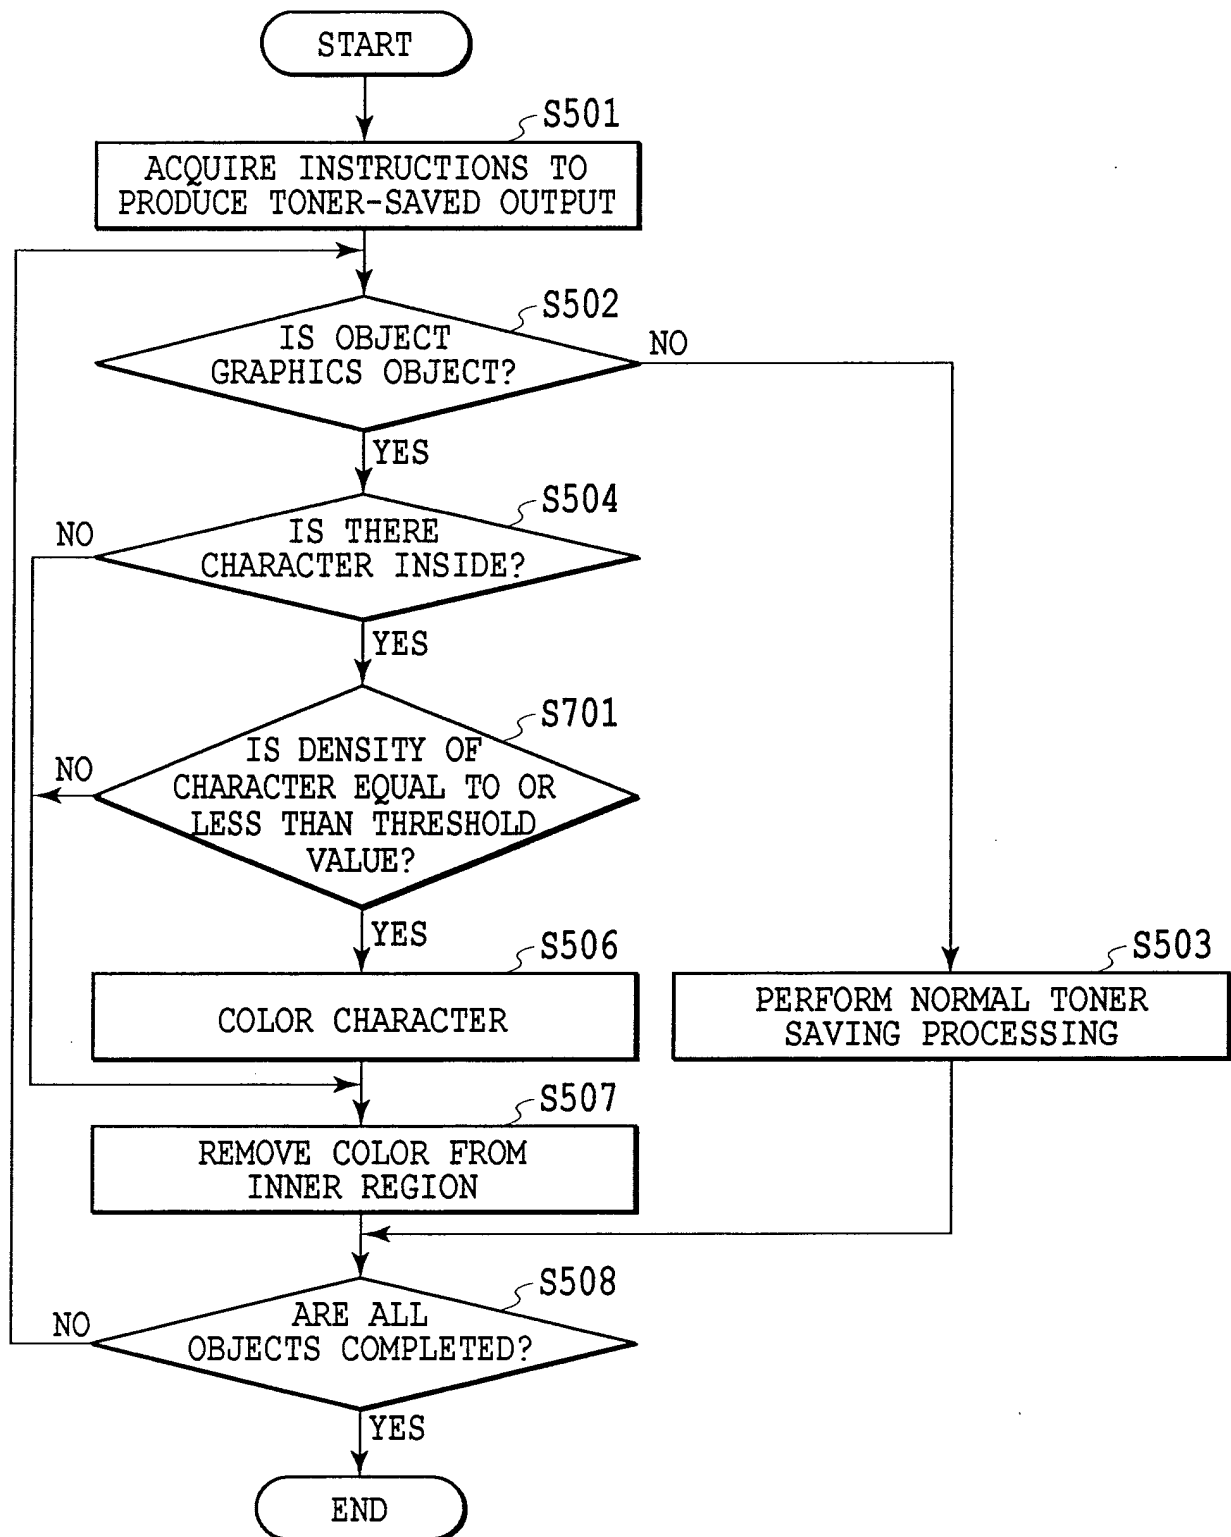 START
S501
ACQUIRE INSTRUCTIONS TO
PRODUCE TONER-SAVED OUTPUT
S502
IS OBJECT
GRAPHICS OBJECT?
NO
YES
S504
NO
IS THERE
CHARACTER INSIDE?
YES
S701
NO
IS DENSITY OF
CHARACTER EQUAL TO OR
LESS THAN THRESHOLD
VALUE?
YES
S506
COLOR CHARACTER
S503
PERFORM NORMAL TONER
SAVING PROCESSING
S507
REMOVE COLOR FROM
INNER REGION
S508
NO
ARE ALL
OBJECTS COMPLETED?
YES
END